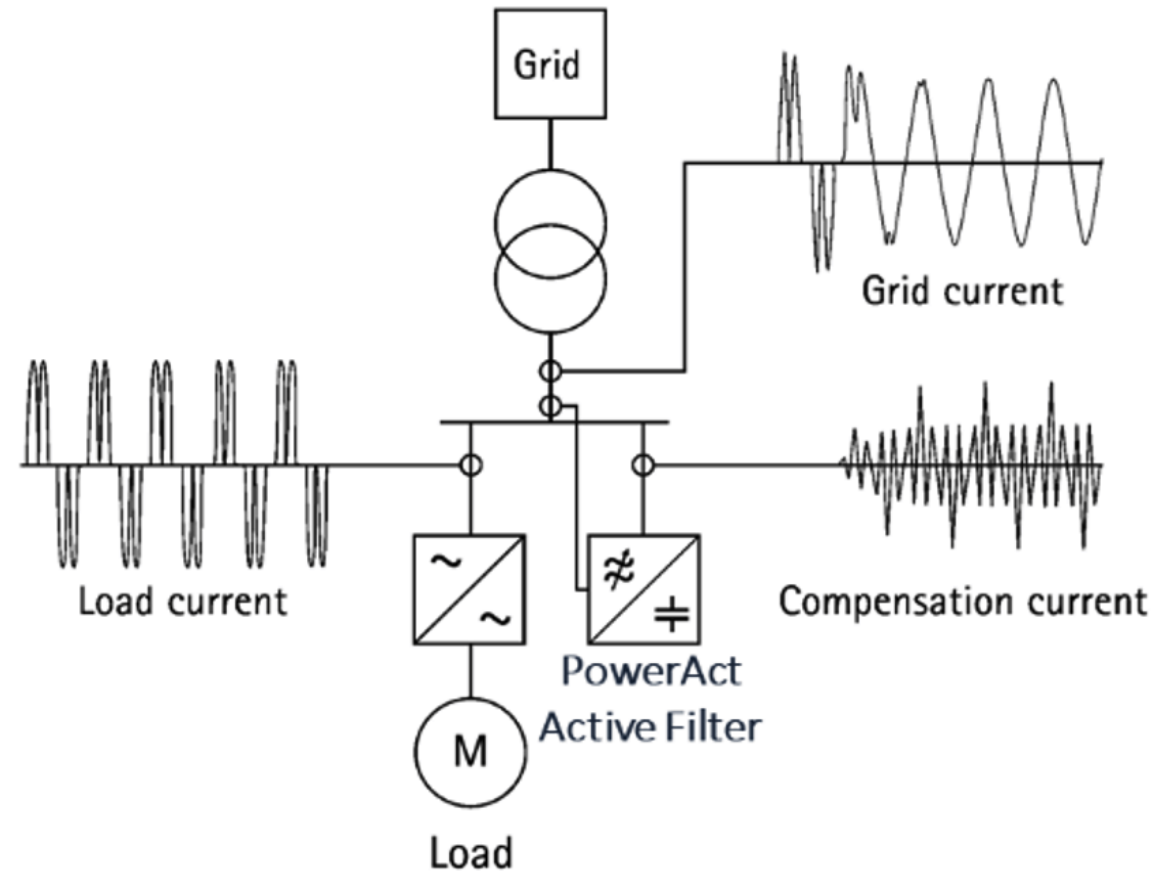 Grid
Grid current
Load current
Compensation current
PowerAct
Active Filter
M
Load